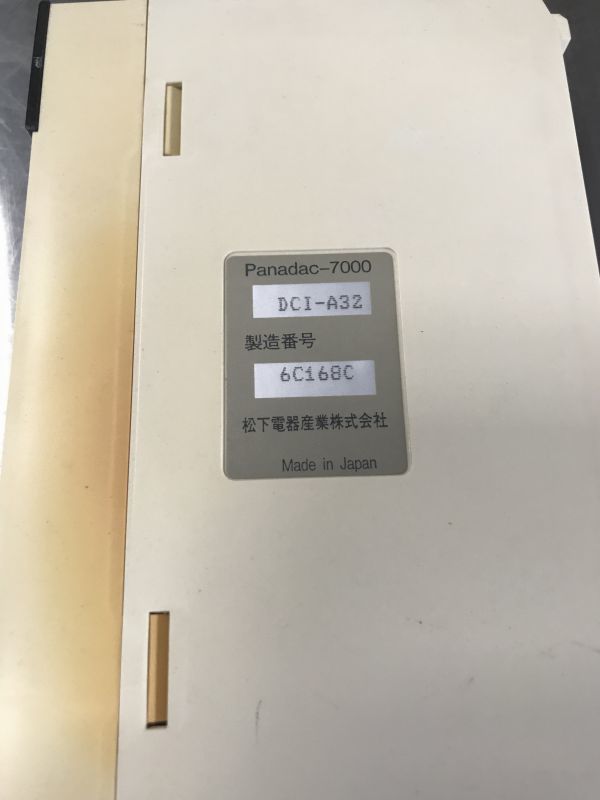 Panadac-7000
DCI-A32
製造番号
6C168C
松下電器産業株式会社
Made in Japan